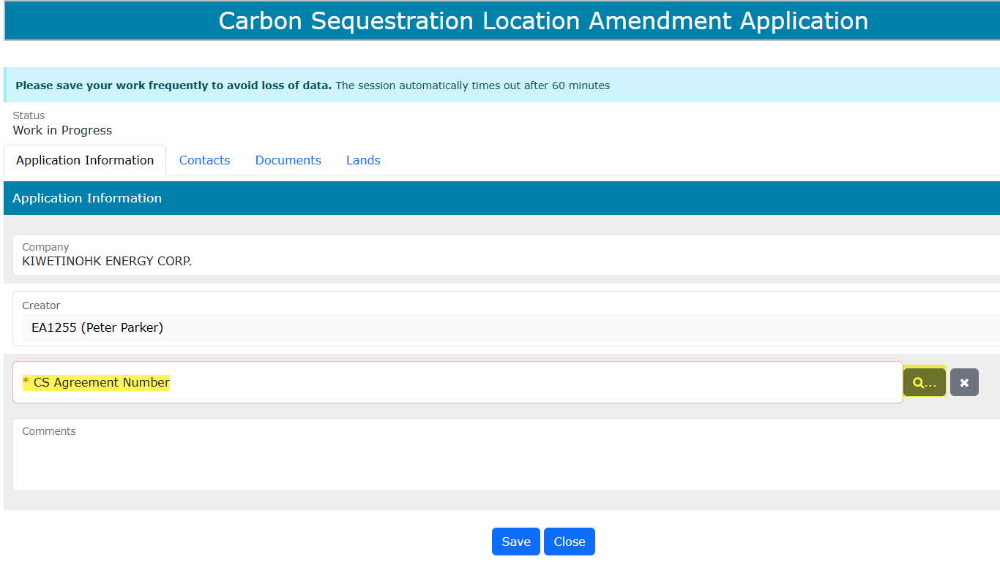 Carbon Sequestration Location Amendment Application
Please save your work frequently to avoid loss of data. The session automatically times out after 60 minutes
Status
Work in Progress
Application Information Contacts Documents Lands
Application Information
Company
KIWETINOHK ENERGY CORP.
Creator
EA1255 (Peter Parker)
* CS Agreement Number ...
Comments
Save Close